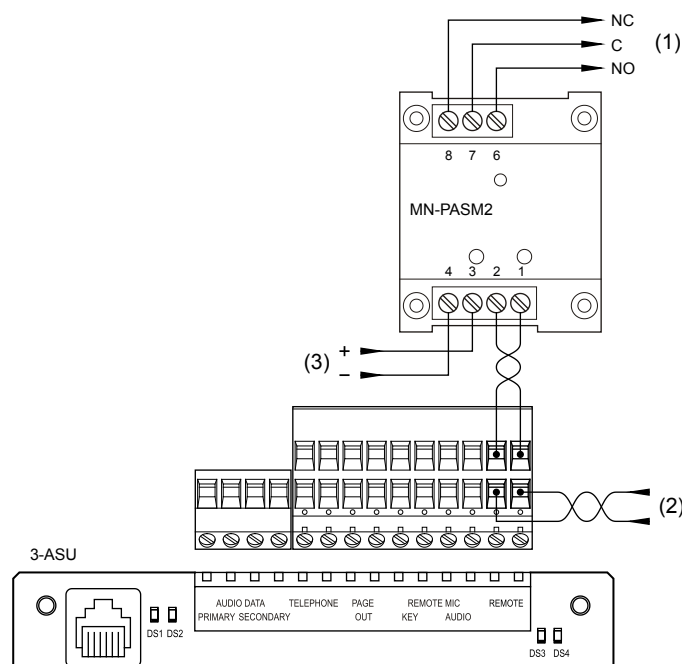 NC
C (1)
NO
8 7 6
MN-PASM2
4 3 2 1
(3) + –
(2)
3-ASU
AUDIO DATA TELEPHONE PAGE REMOTE MIC REMOTE
PRIMARY SECONDARY OUT KEY AUDIO
DS1 DS2
DS3 DS4